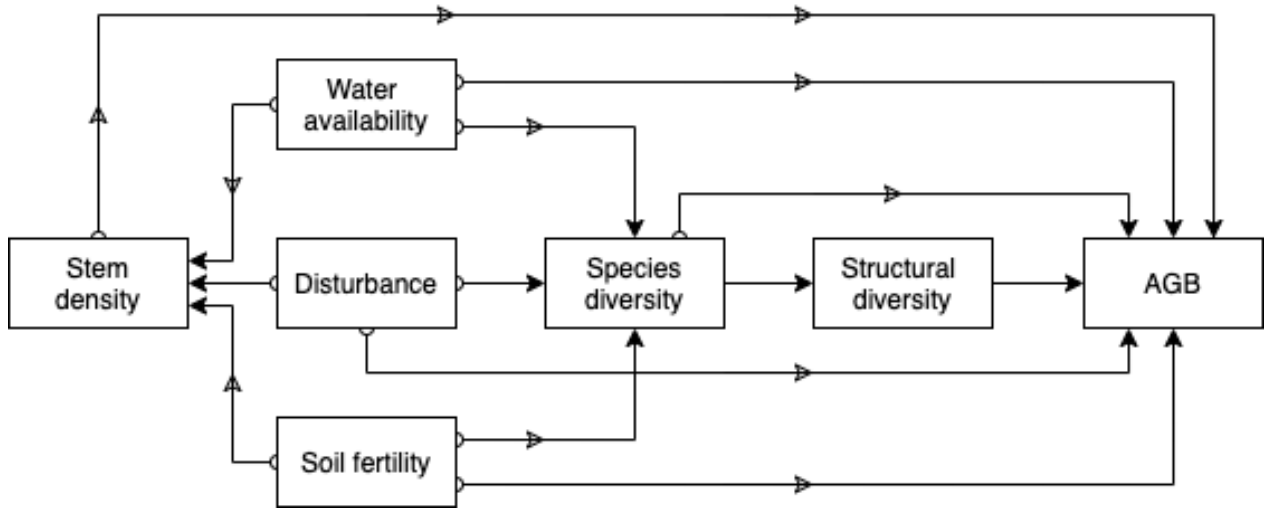 Water
availability
Stem
density
Disturbance
Species
diversity
Structural
diversity
AGB
Soil fertility